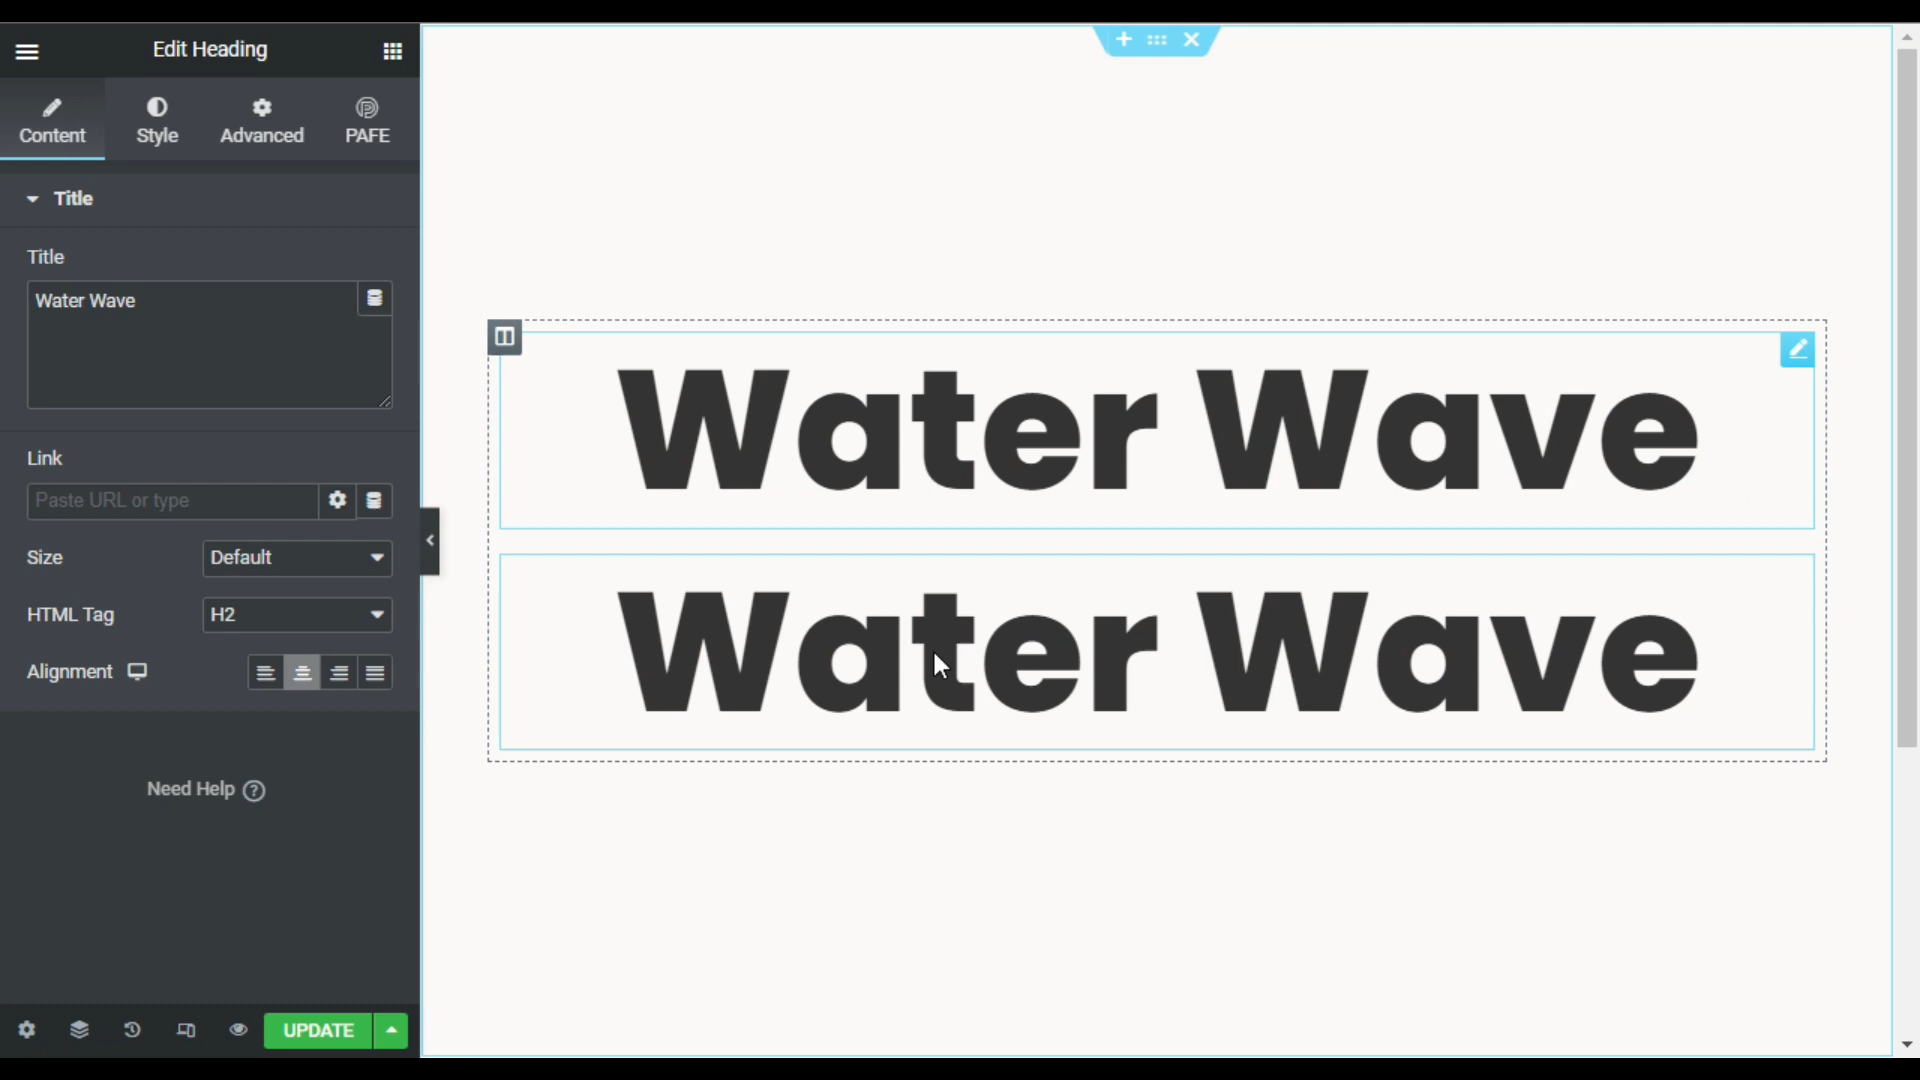 Edit Heading
Content
Style
Advanced
PAFE
Title
Title
Water Wave
Link
Paste URL or type
Size
Default
HTML Tag
H2
Alignment
Need Help
UPDATE
Water Wave
Water Wave